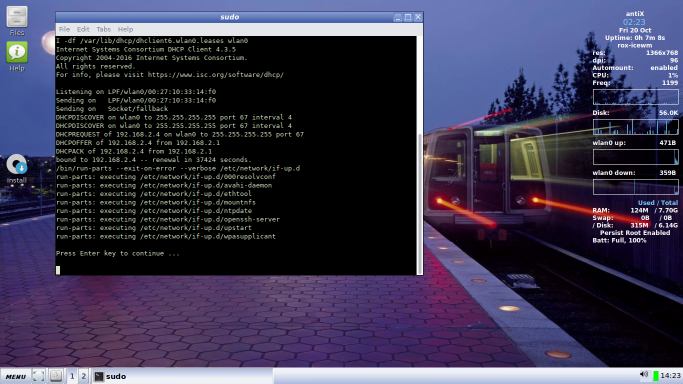 sudo
File Edit Tabs Help
I -df /var/lib/dhcp/dhclient6.wlan0.leases wlan0
Internet Systems Consortium DHCP Client 4.3.5
Copyright 2004-2016 Internet Systems Consortium.
All rights reserved.
For info, please visit https://www.isc.org/software/dhcp/
Listening on LPF/wlan0/00:27:10:33:14:f0
Sending on   LPF/wlan0/00:27:10:33:14:f0
Sending on   Socket/fallback
DHCPDISCOVER on wlan0 to 255.255.255.255 port 67 interval 4
DHCPDISCOVER on wlan0 to 255.255.255.255 port 67 interval 4
DHCPREQUEST of 192.168.2.4 on wlan0 to 255.255.255.255 port 67
DHCPOFFER of 192.168.2.4 from 192.168.2.1
DHCPACK of 192.168.2.4 from 192.168.2.1
bound to 192.168.2.4 -- renewal in 37424 seconds.
/bin/run-parts --exit-on-error --verbose /etc/network/if-up.d
run-parts: executing /etc/network/if-up.d/000resolvconf
run-parts: executing /etc/network/if-up.d/avahi-daemon
run-parts: executing /etc/network/if-up.d/ethtool
run-parts: executing /etc/network/if-up.d/mountnfs
run-parts: executing /etc/network/if-up.d/ntpdate
run-parts: executing /etc/network/if-up.d/openssh-server
run-parts: executing /etc/network/if-up.d/upstart
run-parts: executing /etc/network/if-up.d/wpasupplicant
Press Enter key to continue ...
Files
Help
Install
antiX
02:23
Fri 20 Oct
Uptime: 0h 7m 8s
rox-icewm
res: 1366x768
dpi: 96
Automount: enabled
CPU: 1%
Freq: 1199
Disk: 56.0K
wlan0 up: 471B
wlan0 down: 359B
Used / Total
RAM: 124M / 7.70G
Swap: 0B / 0B
/ Disk: 315M / 6.14G
Persist Root Enabled
Batt: Full, 100%
MENU 1 2 sudo 14:23